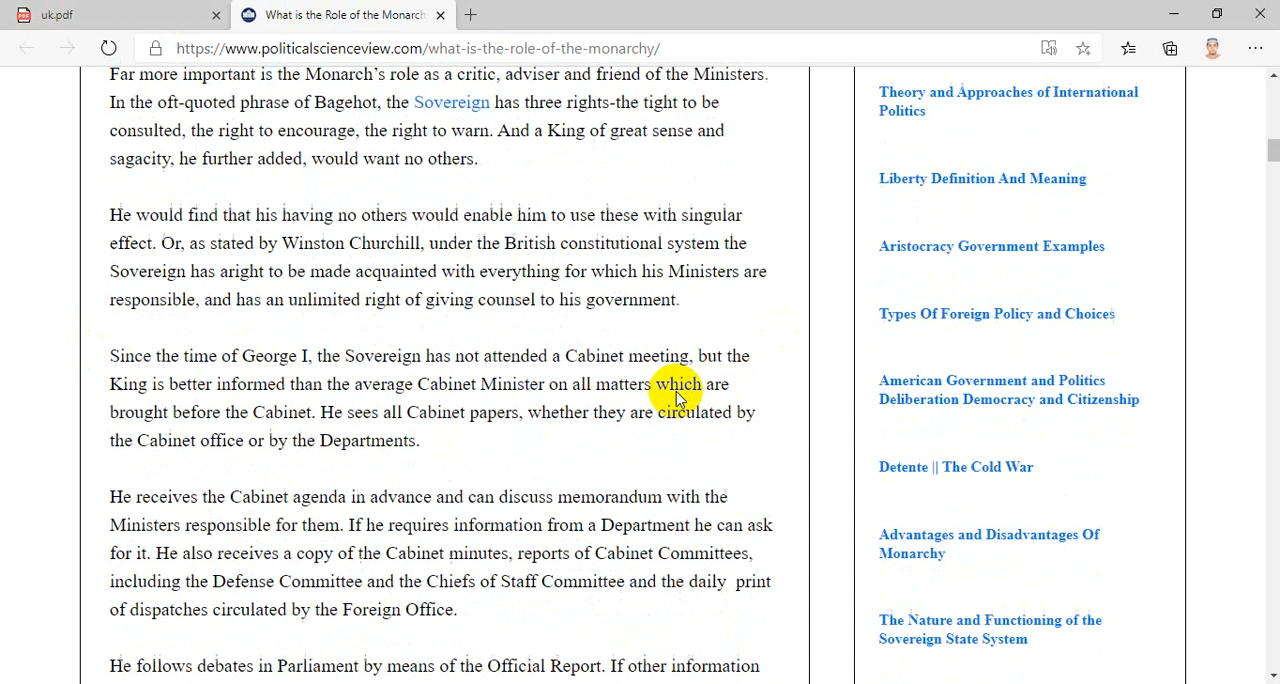 uk.pdf
What is the Role of the Monarch
https://www.politicalscienceview.com/what-is-the-role-of-the-monarchy/
Far more important is the Monarch's role as a critic, adviser and friend of the Ministers.
In the oft-quoted phrase of Bagehot, the Sovereign has three rights-the tight to be
consulted, the right to encourage, the right to warn. And a King of great sense and
sagacity, he further added, would want no others.
He would find that his having no others would enable him to use these with singular
effect. Or, as stated by Winston Churchill, under the British constitutional system the
Sovereign has aright to be made acquainted with everything for which his Ministers are
responsible, and has an unlimited right of giving counsel to his government.
Since the time of George I, the Sovereign has not attended a Cabinet meeting, but the
King is better informed than the average Cabinet Minister on all matters which are
brought before the Cabinet. He sees all Cabinet papers, whether they are circulated by
the Cabinet office or by the Departments.
He receives the Cabinet agenda in advance and can discuss memorandum with the
Ministers responsible for them. If he requires information from a Department he can ask
for it. He also receives a copy of the Cabinet minutes, reports of Cabinet Committees,
including the Defense Committee and the Chiefs of Staff Committee and the daily print
of dispatches circulated by the Foreign Office.
He follows debates in Parliament by means of the Official Report. If other information
Theory and Approaches of International
Politics
Liberty Definition And Meaning
Aristocracy Government Examples
Types Of Foreign Policy and Choices
American Government and Politics
Deliberation Democracy and Citizenship
Detente || The Cold War
Advantages and Disadvantages Of
Monarchy
The Nature and Functioning of the
Sovereign State System